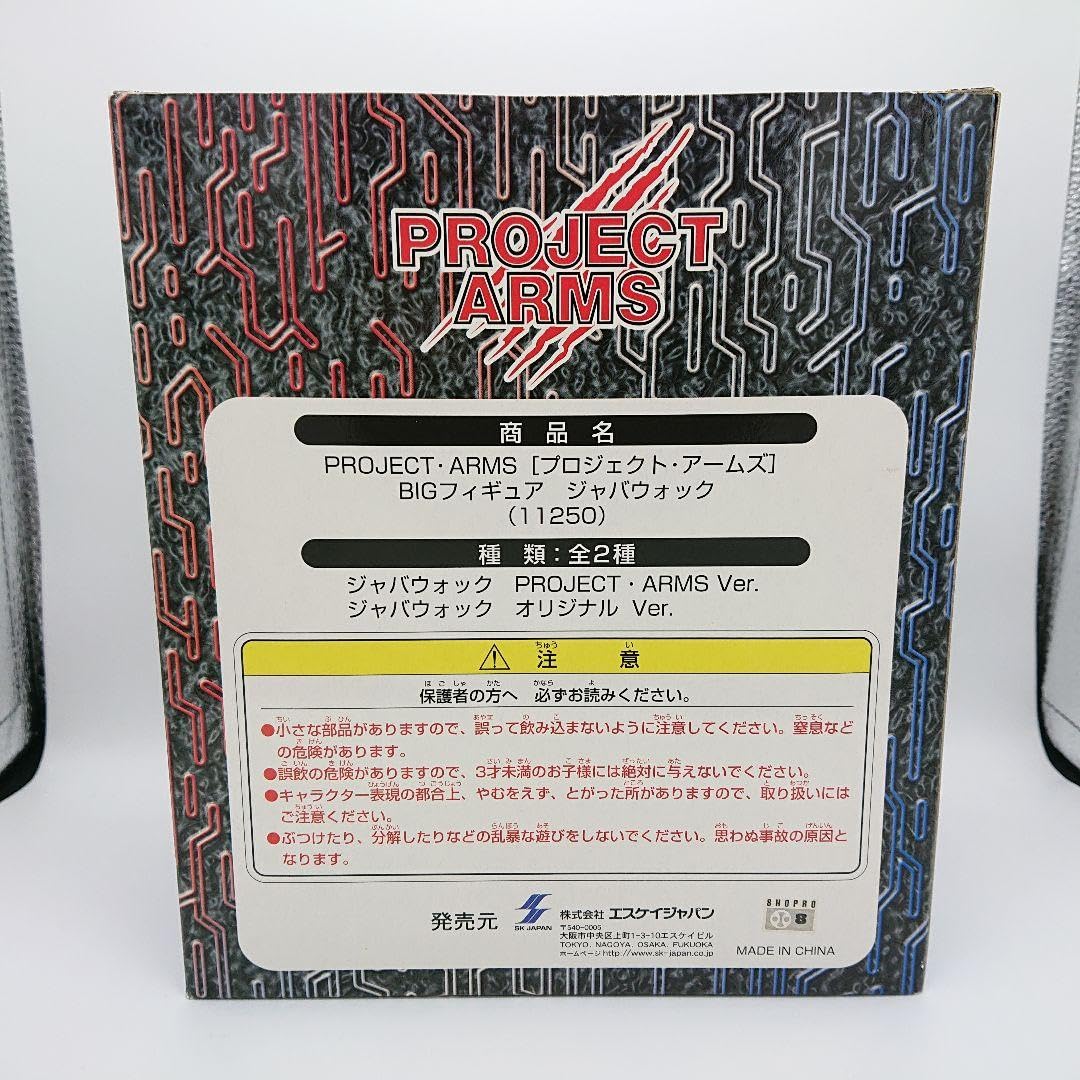 PROJECT
ARMS
商品名
PROJECT・ARMS［プロジェクト・アームズ］
BIGフィギュア　ジャバウォック
（11250）
種　類：全2種
ジャバウォック　PROJECT・ARMS Ver.
ジャバウォック　オリジナル Ver.
注　意
保護者の方へ　必ずお読みください。
●小さな部品がありますので、誤って飲み込まないように注意してください。窒息など
の危険があります。
●誤飲の危険がありますので、3才未満のお子様には絶対に与えないでください。
●キャラクター表現の都合上、やむをえず、とがった所がありますので、取り扱いには
ご注意ください。
●ぶつけたり、分解したりなどの乱暴な遊びをしないでください。思わぬ事故の原因と
なります。
発売元
SK JAPAN
株式会社 エスケイジャパン
〒540-0005
大阪市中央区上町1-3-10エスケイビル
TOKYO, NAGOYA, OSAKA, FUKUOKA
ホームページ http://www.sk-japan.co.jp
SHOPRO
8
MADE IN CHINA